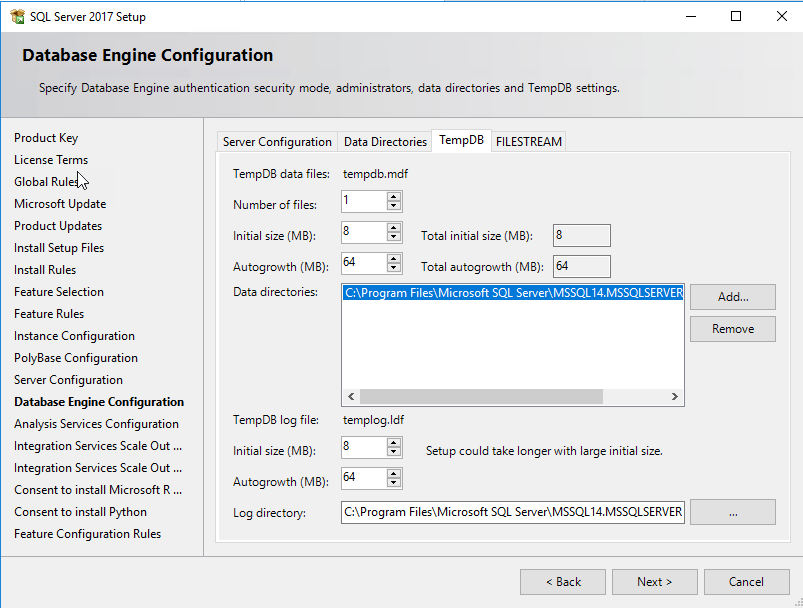 SQL Server 2017 Setup
Database Engine Configuration
Specify Database Engine authentication security mode, administrators, data directories and TempDB settings.
Product Key
License Terms
Global Rules
Microsoft Update
Product Updates
Install Setup Files
Install Rules
Feature Selection
Feature Rules
Instance Configuration
PolyBase Configuration
Server Configuration
Database Engine Configuration
Analysis Services Configuration
Integration Services Scale Out ...
Integration Services Scale Out ...
Consent to install Microsoft R ...
Consent to install Python
Feature Configuration Rules
Server Configuration Data Directories TempDB FILESTREAM
TempDB data files: tempdb.mdf
Number of files: 1
Initial size (MB): 8 Total initial size (MB): 8
Autogrowth (MB): 64 Total autogrowth (MB): 64
Data directories: C:\Program Files\Microsoft SQL Server\MSSQL14.MSSQLSERVER Add...
Remove
TempDB log file: templog.ldf
Initial size (MB): 8 Setup could take longer with large initial size.
Autogrowth (MB): 64
Log directory: C:\Program Files\Microsoft SQL Server\MSSQL14.MSSQLSERVER ...
< Back Next > Cancel